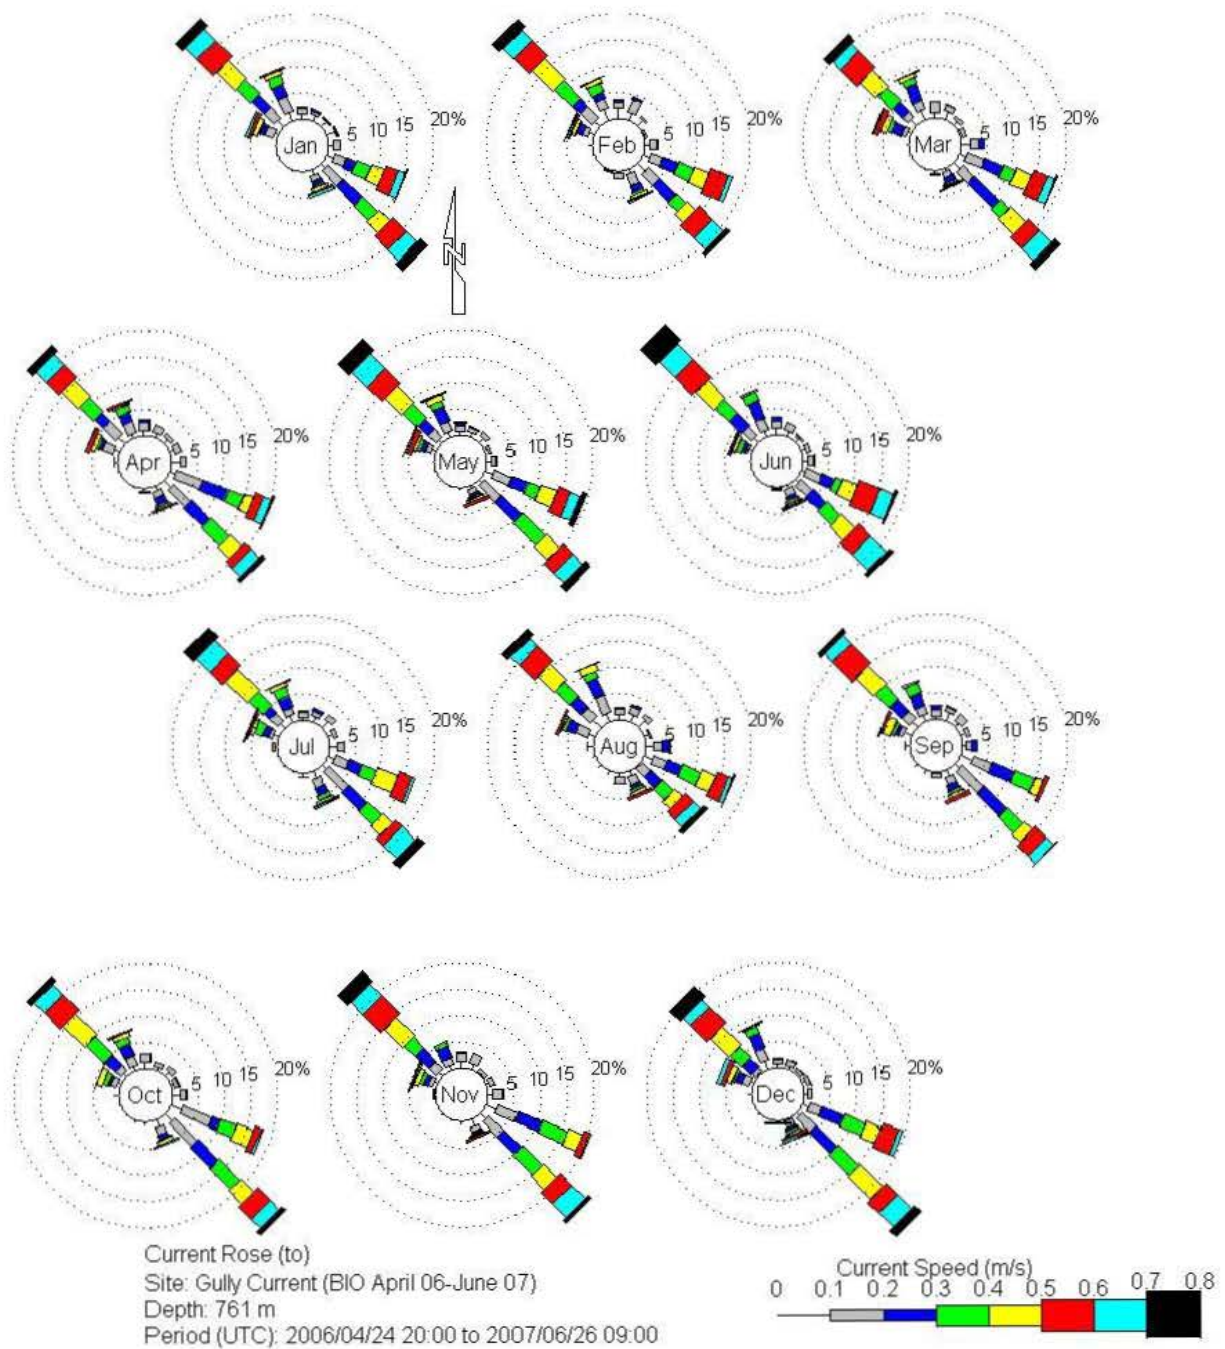 Jan 5 10 15 20%
Feb 5 10 15 20%
Mar 5 10 15 20%
N
Apr 5 10 15 20%
May 5 10 15 20%
Jun 5 10 15 20%
Jul 5 10 15 20%
Aug 5 10 15 20%
Sep 5 10 15 20%
Oct 5 10 15 20%
Nov 5 10 15 20%
Dec 5 10 15 20%
Current Rose (to)
Site: Gully Current (BIO April 06-June 07)
Depth: 761 m
Period (UTC): 2006/04/24 20:00 to 2007/06/26 09:00
Current Speed (m/s)
0 0.1 0.2 0.3 0.4 0.5 0.6 0.7 0.8